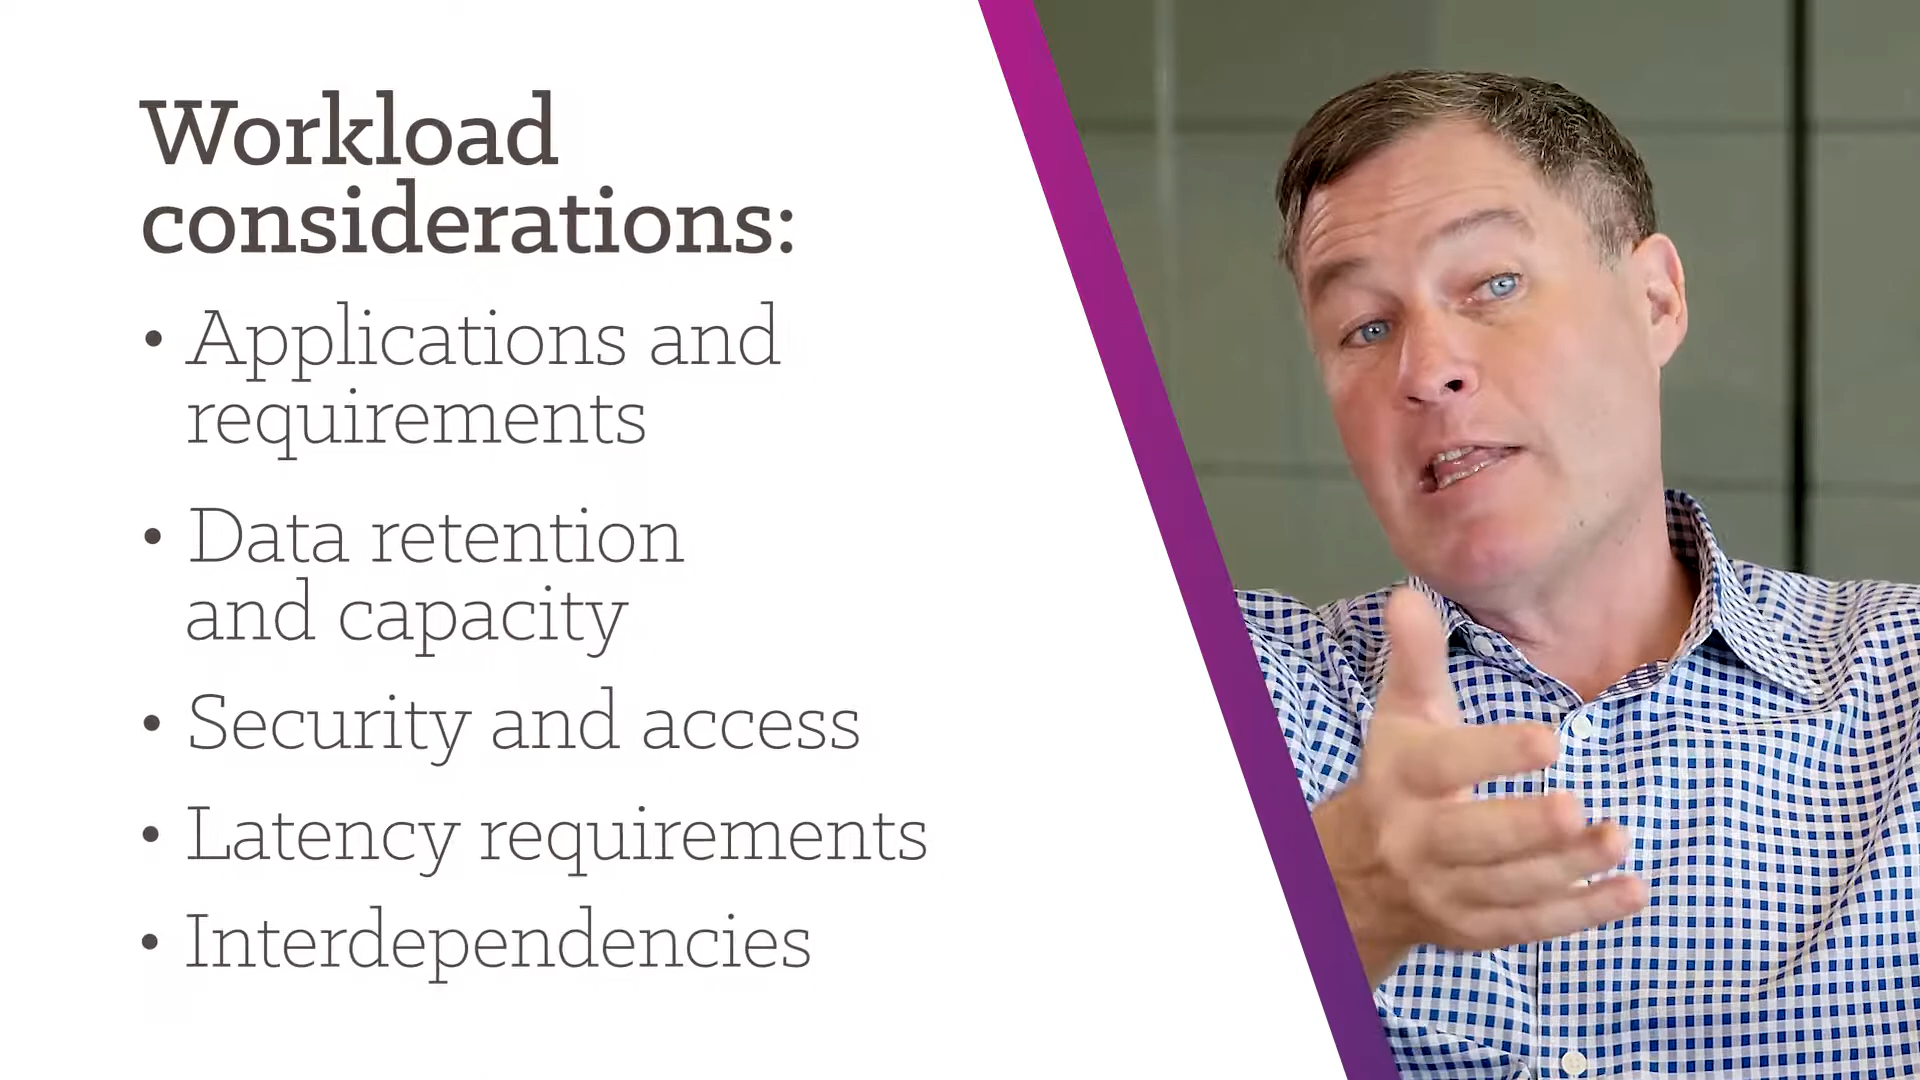 Workload
considerations:
• Applications and
requirements
• Data retention
and capacity
• Security and access
• Latency requirements
• Interdependencies